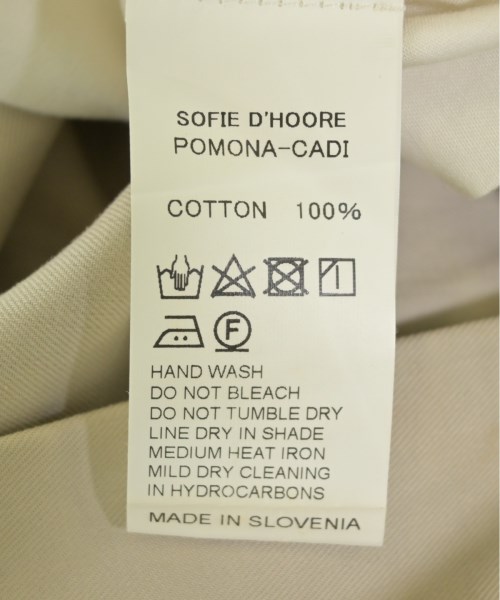 SOFIE D'HOORE
POMONA-CADI
COTTON 100%
F
HAND WASH
DO NOT BLEACH
DO NOT TUMBLE DRY
LINE DRY IN SHADE
MEDIUM HEAT IRON
MILD DRY CLEANING
IN HYDROCARBONS
MADE IN SLOVENIA